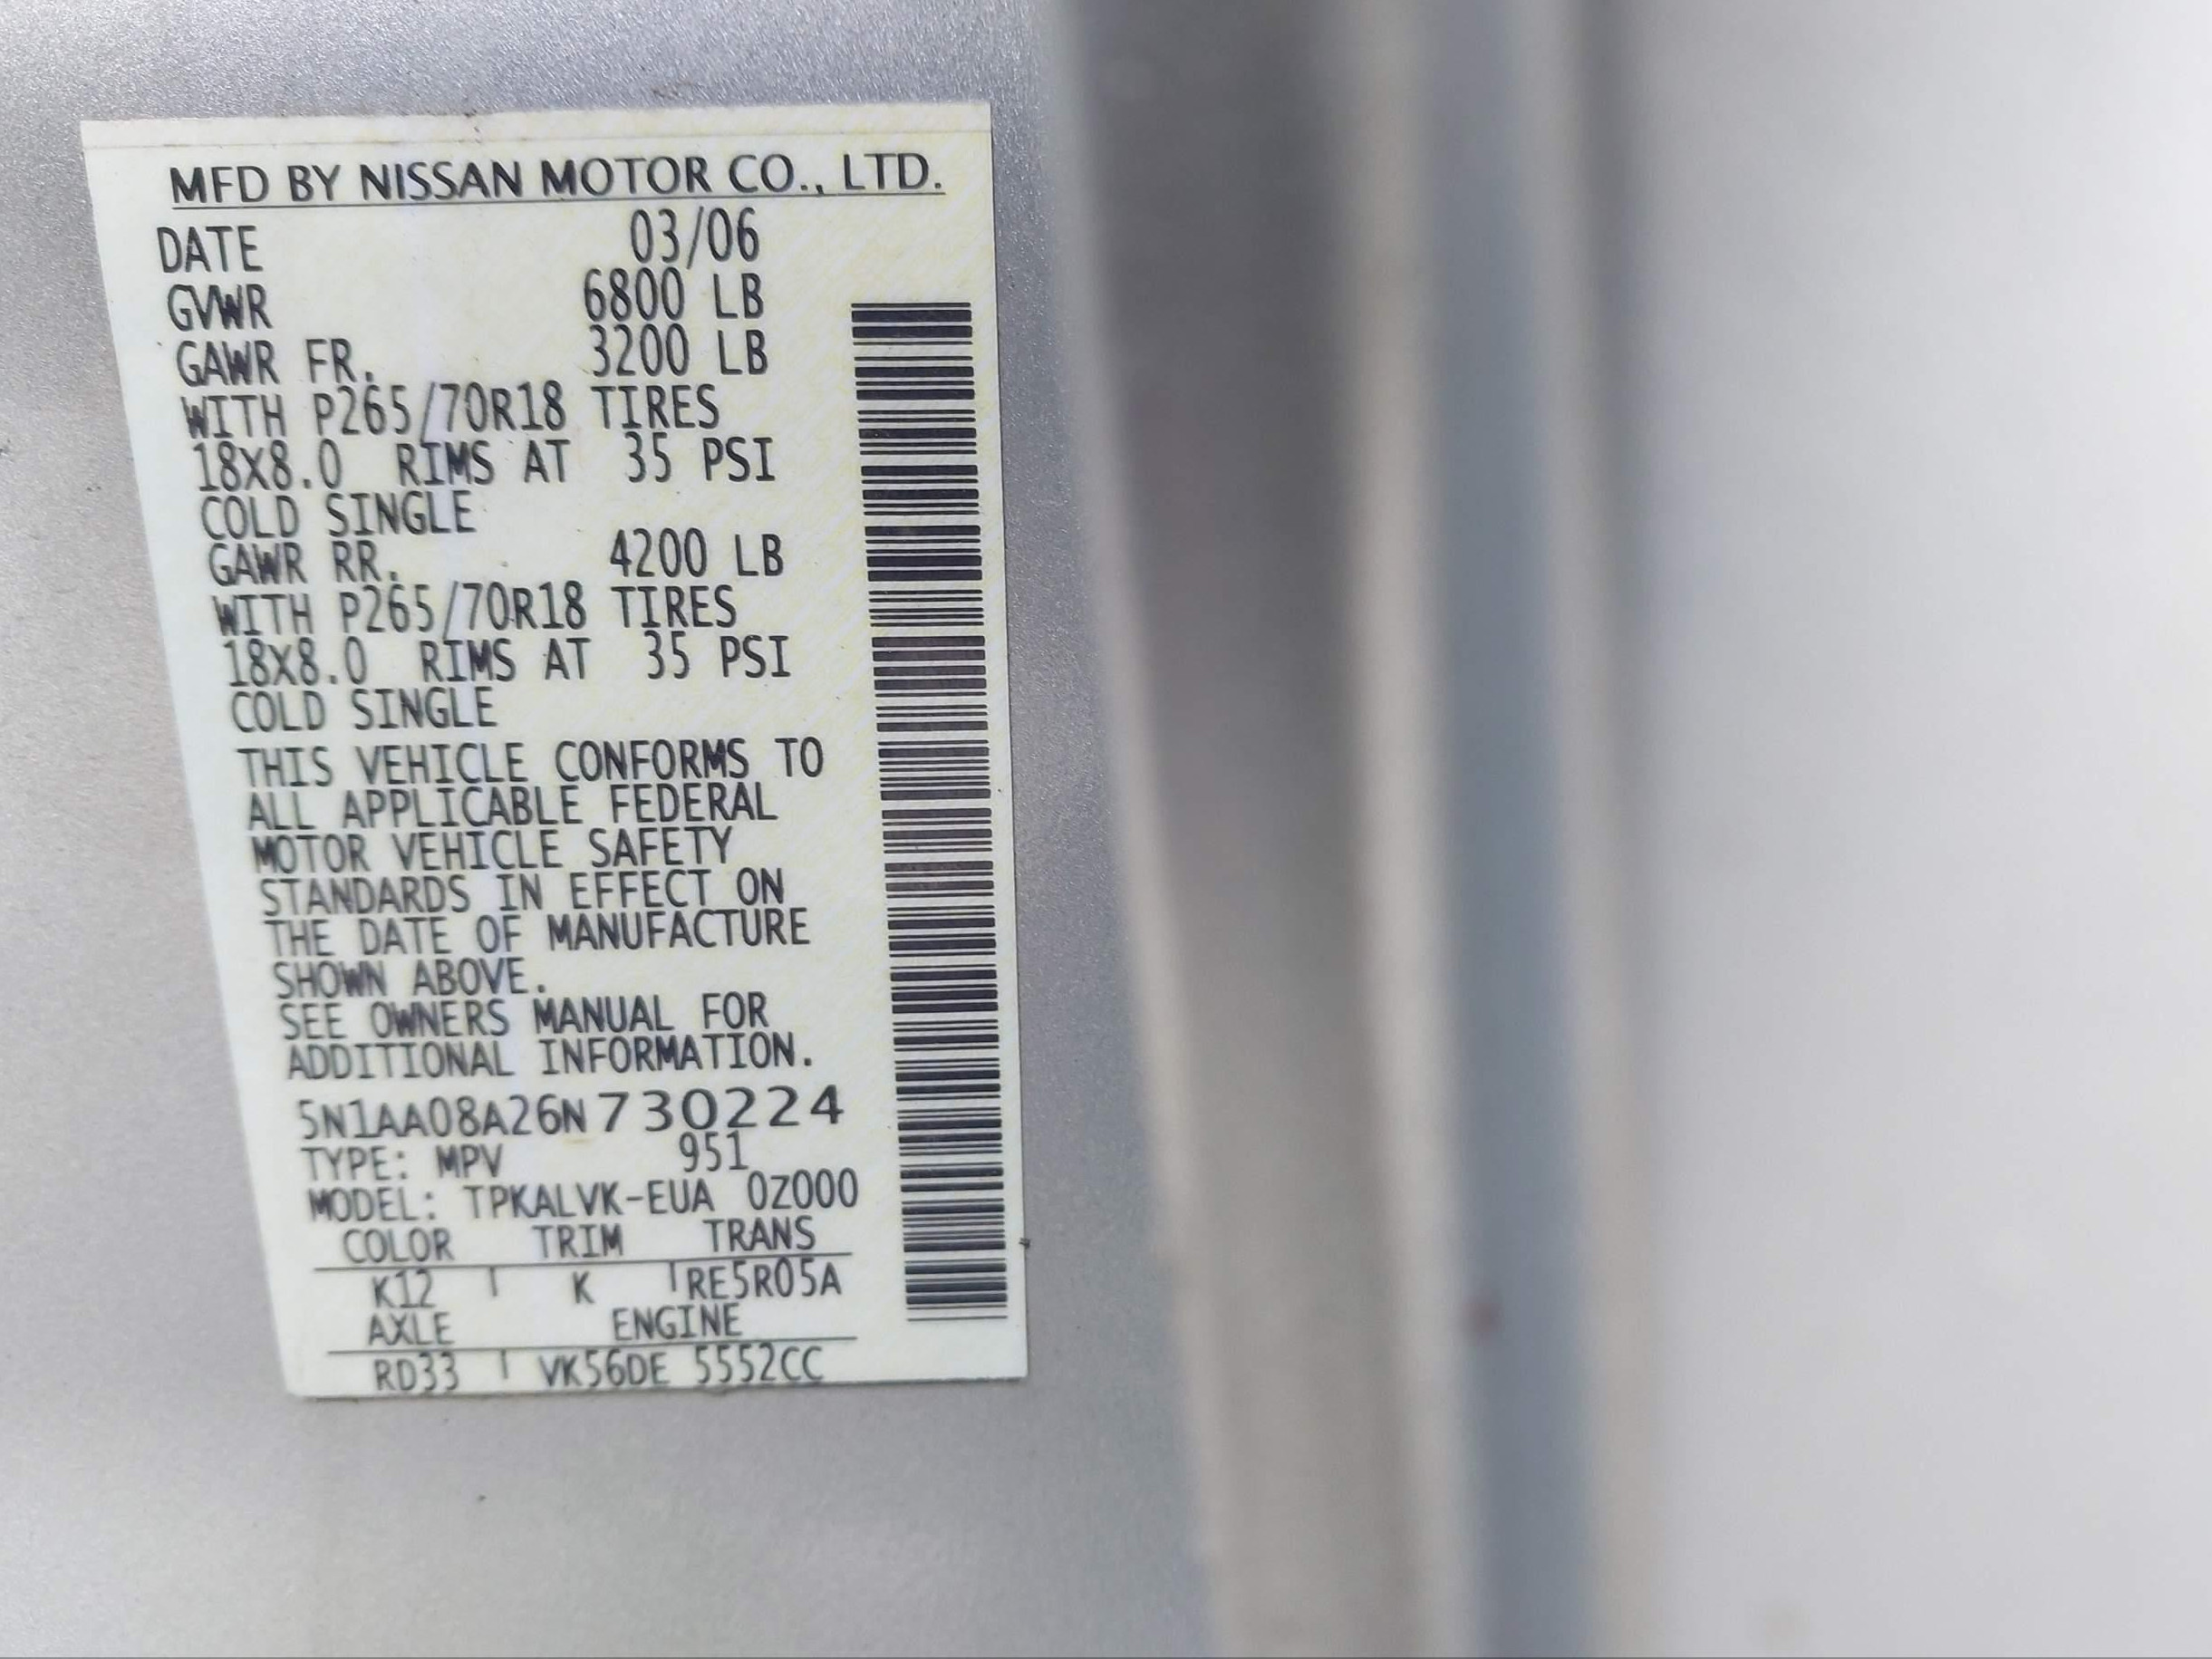 MFD BY NISSAN MOTOR CO., LTD.
DATE 03/06
GVWR 6800 LB
GAWR FR. 3200 LB
WITH P265/70R18 TIRES
18X8.0 RIMS AT 35 PSI
COLD SINGLE
GAWR RR. 4200 LB
WITH P265/70R18 TIRES
18X8.0 RIMS AT 35 PSI
COLD SINGLE
THIS VEHICLE CONFORMS TO
ALL APPLICABLE FEDERAL
MOTOR VEHICLE SAFETY
STANDARDS IN EFFECT ON
THE DATE OF MANUFACTURE
SHOWN ABOVE.
SEE OWNERS MANUAL FOR
ADDITIONAL INFORMATION.
5N1AA08A26N730224
TYPE: MPV 951
MODEL: TPKALVK-EUA 0Z000
COLOR TRIM TRANS
K12 K RE5R05A
AXLE ENGINE
RD33 VK56DE 5552CC